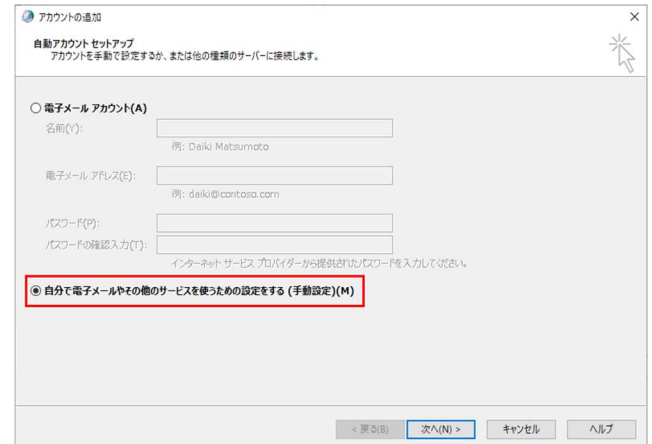 アカウントの追加
自動アカウント セットアップ
アカウントを手動で設定するか、または他の種類のサーバーに接続します。
電子メール アカウント(A)
名前(Y):
例: Daiki Matsumoto
電子メール アドレス(E):
例: daiki@contoso.com
パスワード(P):
パスワードの確認入力(T):
インターネット サービス プロバイダーから提供されたパスワードを入力してください。
自分で電子メールやその他のサービスを使うための設定をする (手動設定)(M)
< 戻る(B) 次へ(N) > キャンセル ヘルプ